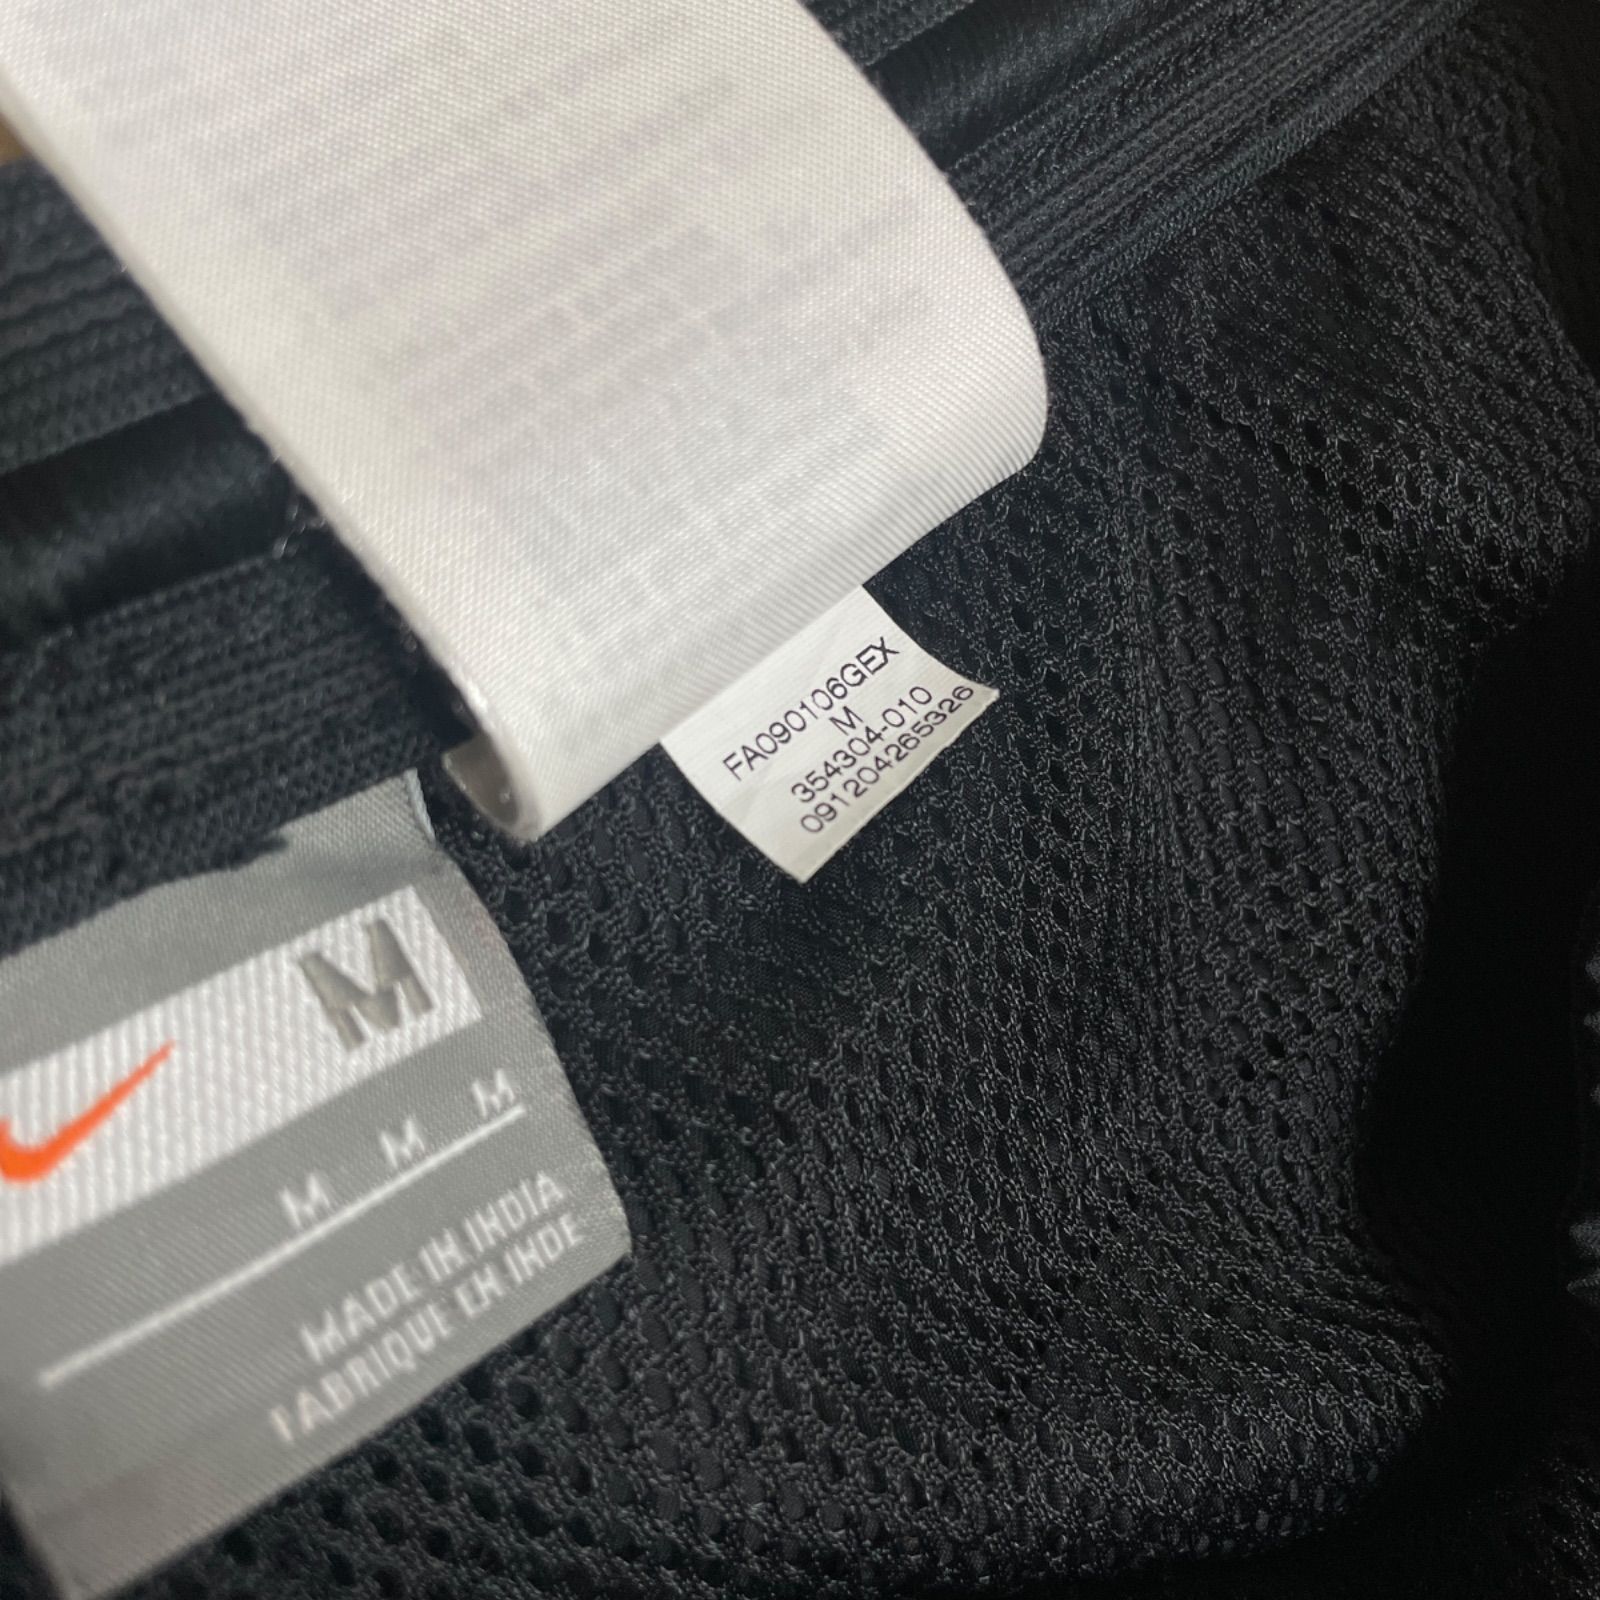 FA090106GEX
M
354304-010
091204265326
M
M M M
MADE IN INDIA
FABRIQUE EN INDE